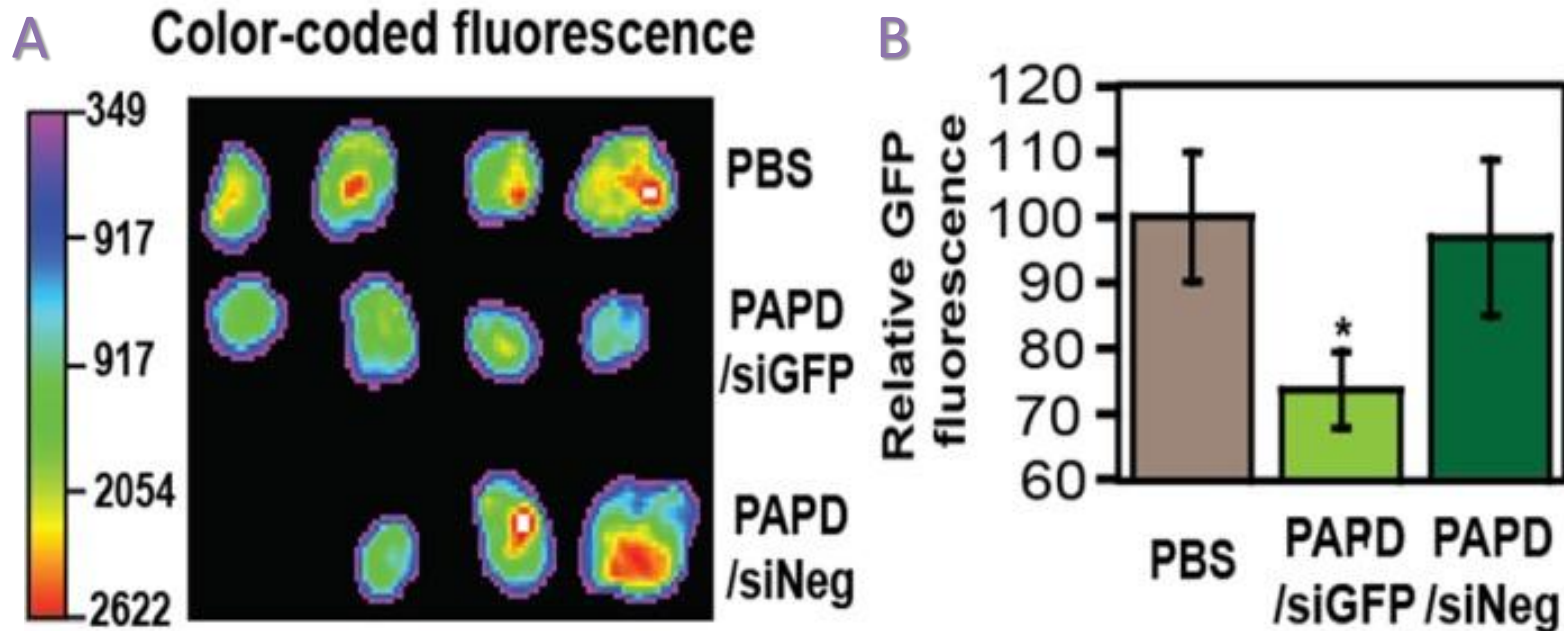 A
Color-coded fluorescence
349
917
917
2054
2622
PBS
PAPD
/siGFP
PAPD
/siNeg
B
Relative GFP
fluorescence
120
110
100
90
80
70
60
*
PBS
PAPD
/siGFP
PAPD
/siNeg